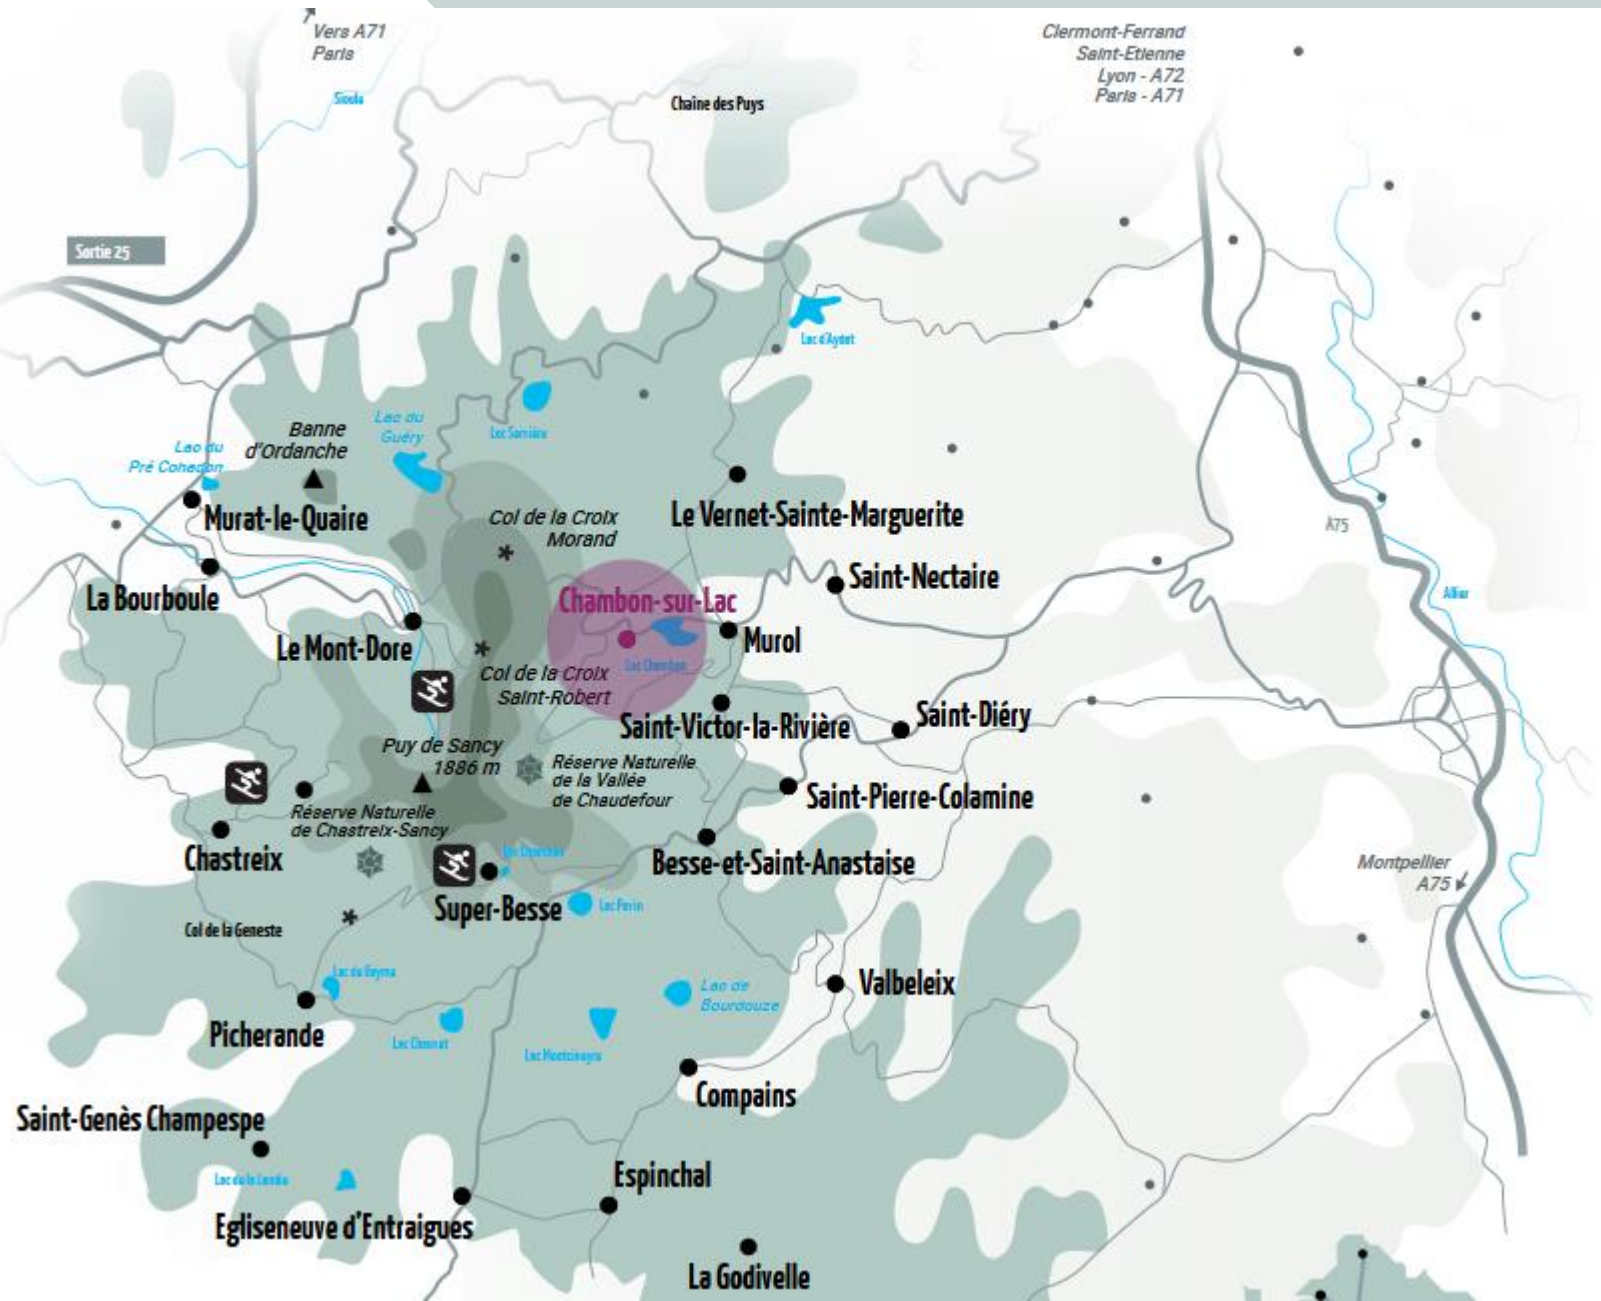 Vers A71
Paris
Clermont-Ferrand
Saint-Etienne
Lyon - A72
Paris - A71
Sioula
Chaîne des Puys
Sortie 25
Lac d'Aydat
Lac du
Guéry
Banne
d'Ordanche
Lac du
Pré Cohadon
Murat-le-Quaire
Col de la Croix
Morand
Le Vernet-Sainte-Marguerite
A75
Saint-Nectaire
La Bourboule
Chambon-sur-Lac
Allier
Le Mont-Dore
Murol
Lac Chambon
Col de la Croix
Saint-Robert
Saint-Victor-la-Rivière
Saint-Diéry
Puy de Sancy
1886 m
Réserve Naturelle
de la Vallée
de Chaudefour
Saint-Pierre-Colamine
Réserve Naturelle
de Chastreix-Sancy
Chastreix
Besse-et-Saint-Anastaise
Montpellier
A75
Super-Besse
Lac Pavin
Col de la Geneste
Valbeleix
Lac de
Bourdouze
Picherande
Lac Chauvet
Lac Montcineyre
Compains
Saint-Genès Champespe
Lac de la Landie
Espinchal
Egliseneuve d'Entraigues
La Godivelle